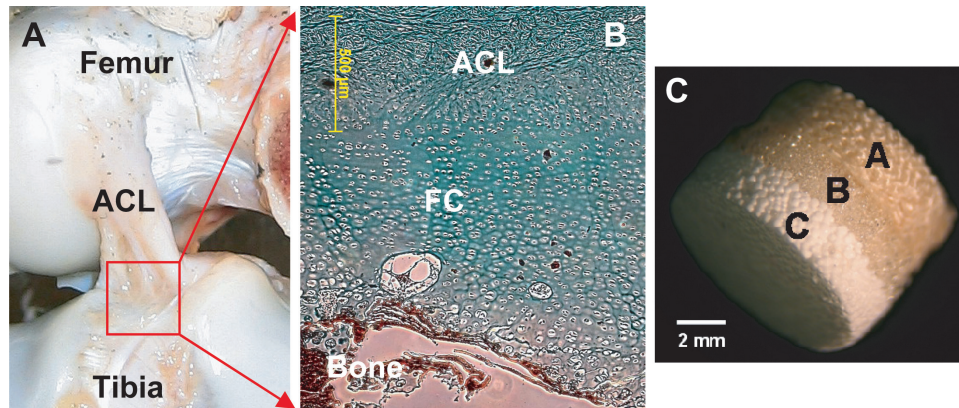 A
Femur
ACL
Tibia
B
500 µm
ACL
FC
Bone
C
A
B
C
2 mm